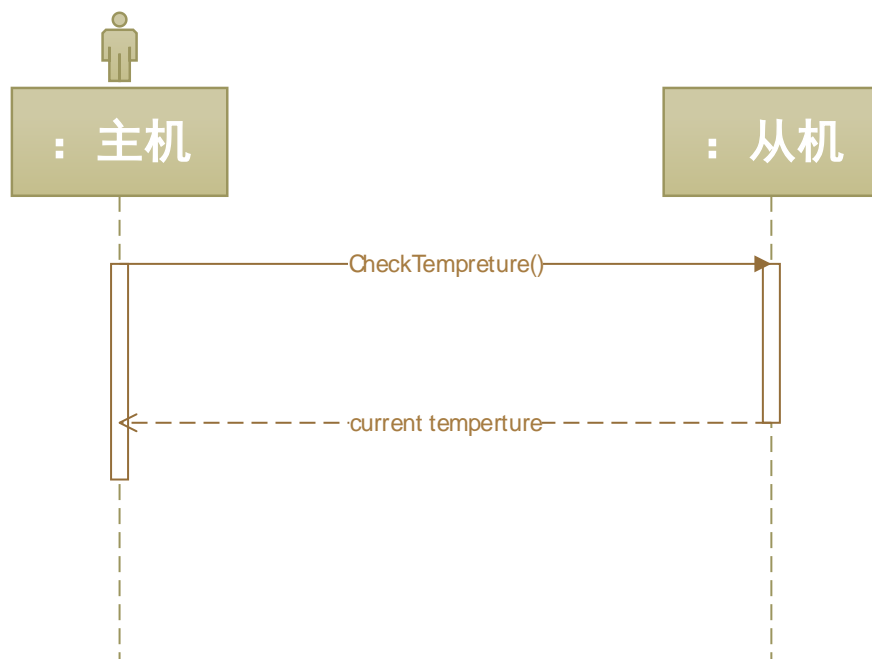 ：主机
：从机
CheckTempreture()
current temperture